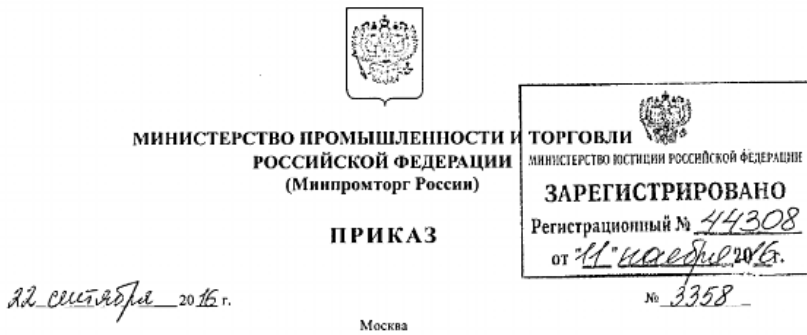 МИНИСТЕРСТВО ПРОМЫШЛЕННОСТИ И ТОРГОВЛИ
РОССИЙСКОЙ ФЕДЕРАЦИИ
(Минпромторг России)
ПРИКАЗ
МИНИСТЕРСТВО ЮСТИЦИИ РОССИЙСКОЙ ФЕДЕРАЦИИ
ЗАРЕГИСТРИРОВАНО
Регистрационный № 44308
от "11" ноября 2016г.
22 сентября 2016 г.
№ 3358
Москва